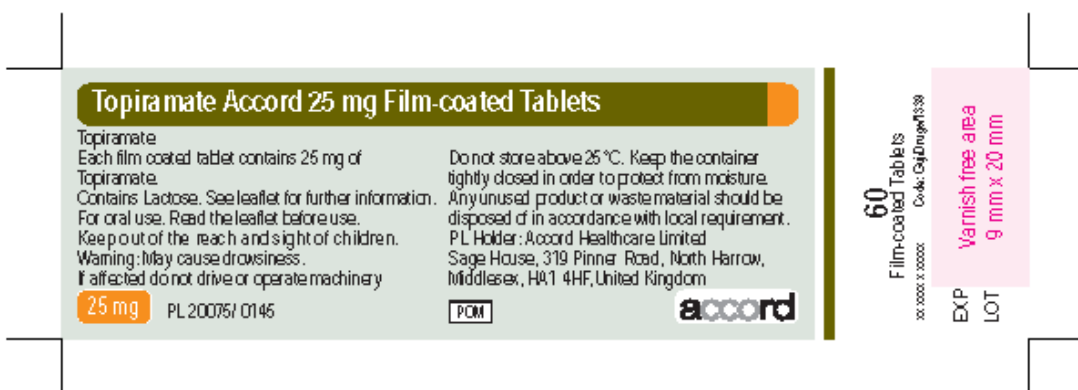 Topiramate Accord 25 mg Film-coated Tablets
Topiramate
Each film coated tablet contains 25 mg of
Topiramate.
Contains Lactose. See leaflet for further information.
For oral use. Read the leaflet before use.
Keep out of the reach and sight of children.
Warning: May cause drowsiness.
If affected do not drive or operate machinery
25 mg
PL 20075/ 0145
Do not store above 25 °C. Keep the container
tightly closed in order to protect from moisture.
Any unused product or waste material should be
disposed of in accordance with local requirement.
PL Holder: Accord Healthcare Limited
Sage House, 319 Pinner Road, North Harrow,
Middlesex, HA1 4HF, United Kingdom
POM
accord
60
Film-coated Tablets
xx xxxx x xxxxx Code:
EXP
LOT
Varnish free area
9 mm x 20 mm